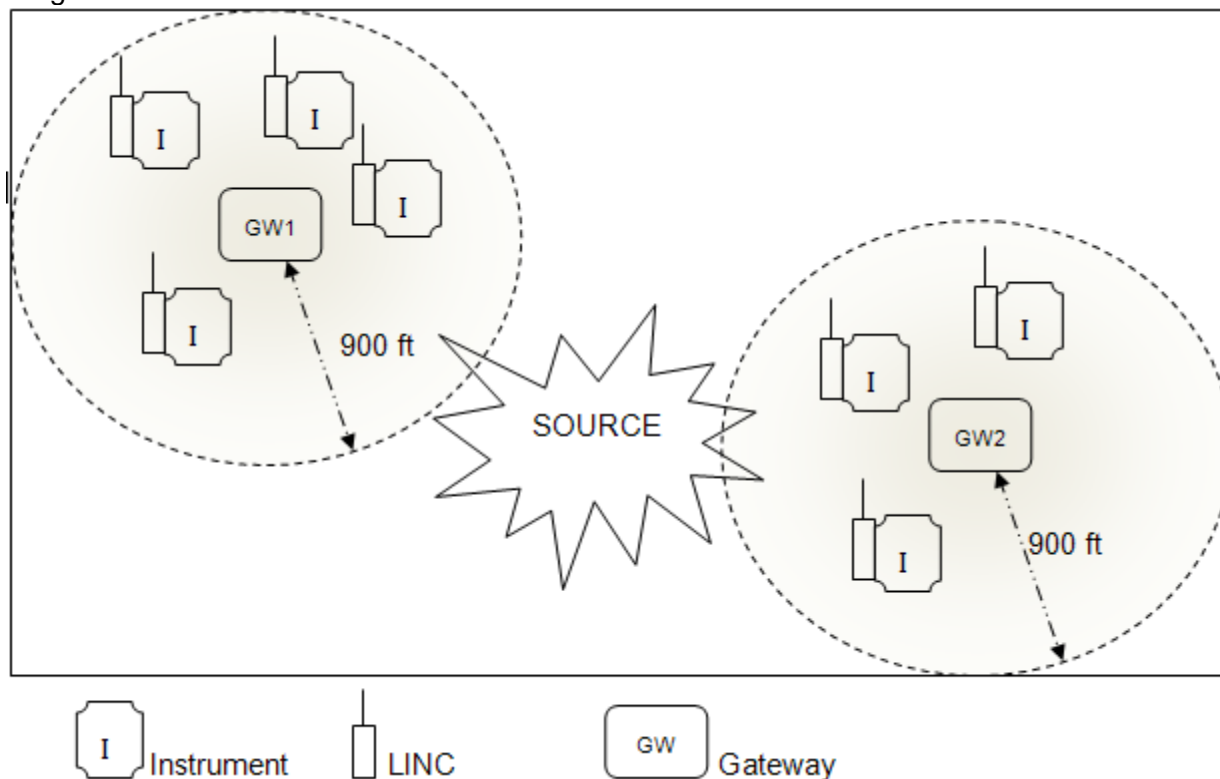 I
I
I
GW1
I
900 ft
SOURCE
I
I
GW2
I
900 ft
I Instrument
LINC
GW Gateway